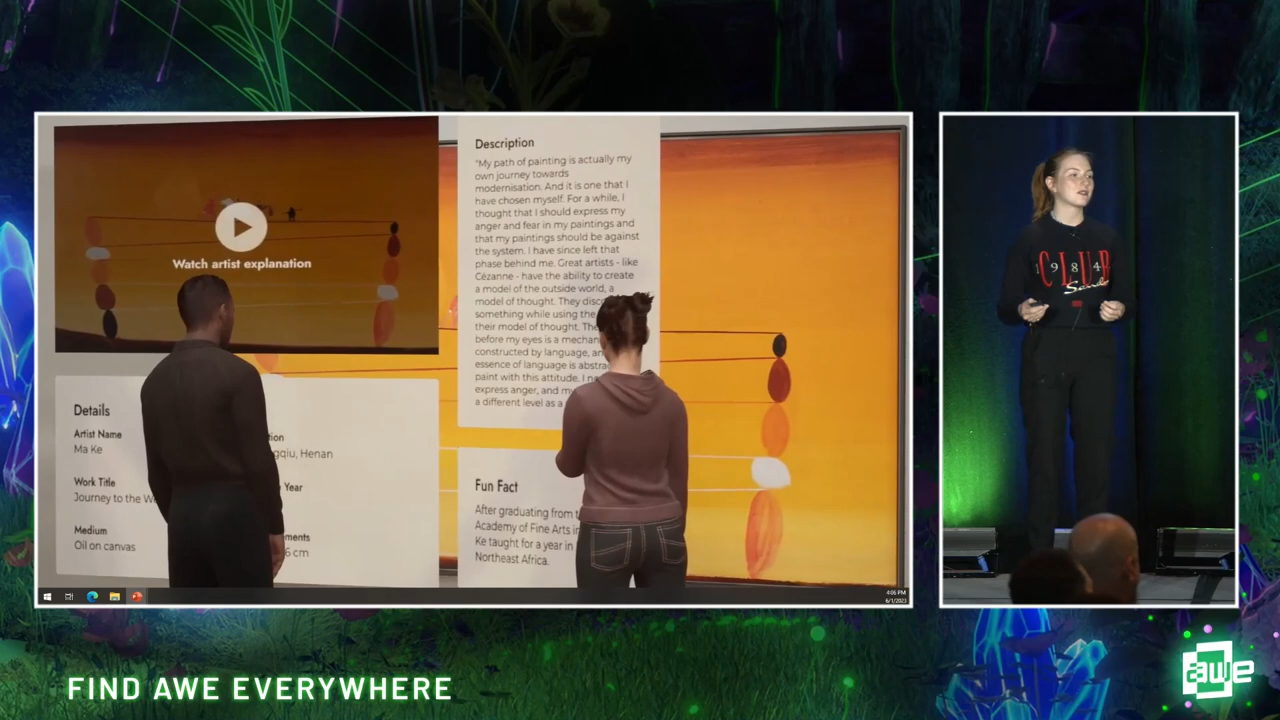 Watch artist explanation
Description
"My path of painting is actually my
own journey towards
modernisation. And it is one that I
have chosen myself. For a while, I
thought that I should express my
anger and fear in my paintings and
that my paintings should be against
the system. I have since left that
phase behind me. Great artists - like
Cézanne - have the ability to create
a model of the outside world, a
model of thought. They
something while using the
their model of thought.
before my eyes is a
constructed by language,
essence of language is
paint with this attitude. I
express anger, and
a different level as a
Details
Artist Name
Ma Ke
Work Title
Journey to the
Medium
Oil on canvas
Henan
Year
6 cm
Fun Fact
After graduating from
Academy of Fine Arts in
Ke taught for a year in
Northeast Africa.
4:06 PM
6/1/2023
CLUB
1984
FIND AWE EVERYWHERE
awe